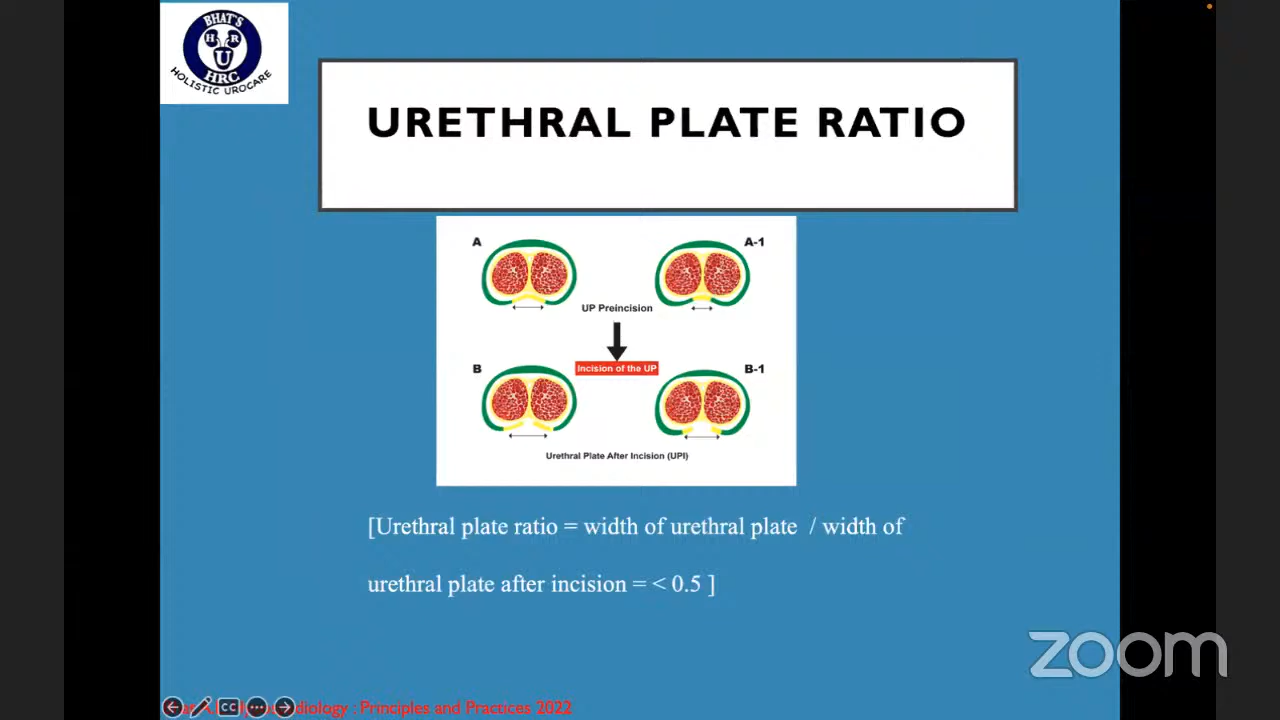 BHAT'S
H R
U
HRC
HOLISTIC UROCARE
URETHRAL PLATE RATIO
A
A-1
UP Preincision
B
Incision of the UP
B-1
Urethral Plate After Incision (UPI)
[Urethral plate ratio = width of urethral plate / width of
urethral plate after incision = < 0.5 ]
zoom
CC
: Principles and Practices 2022